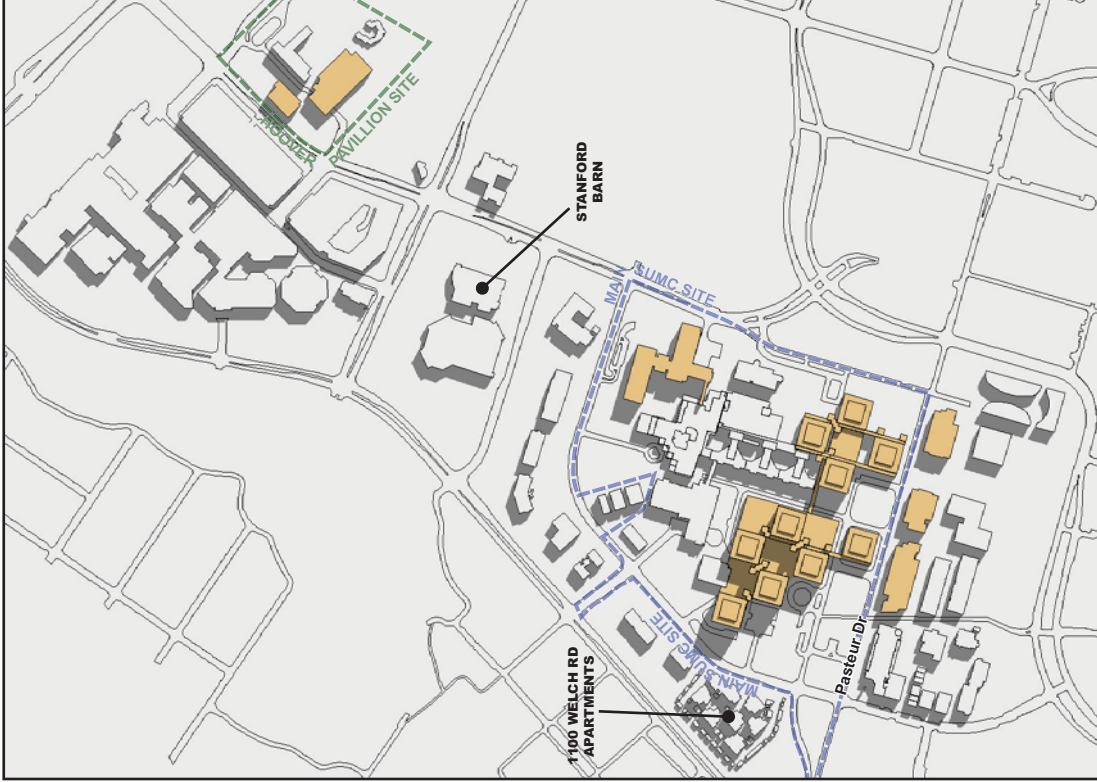 HOOVER PAVILLION SITE
STANFORD
BARN
MAIN SUMC SITE
Pasteur Dr
MAIN SUMC SITE
1100 WELCH RD
APARTMENTS